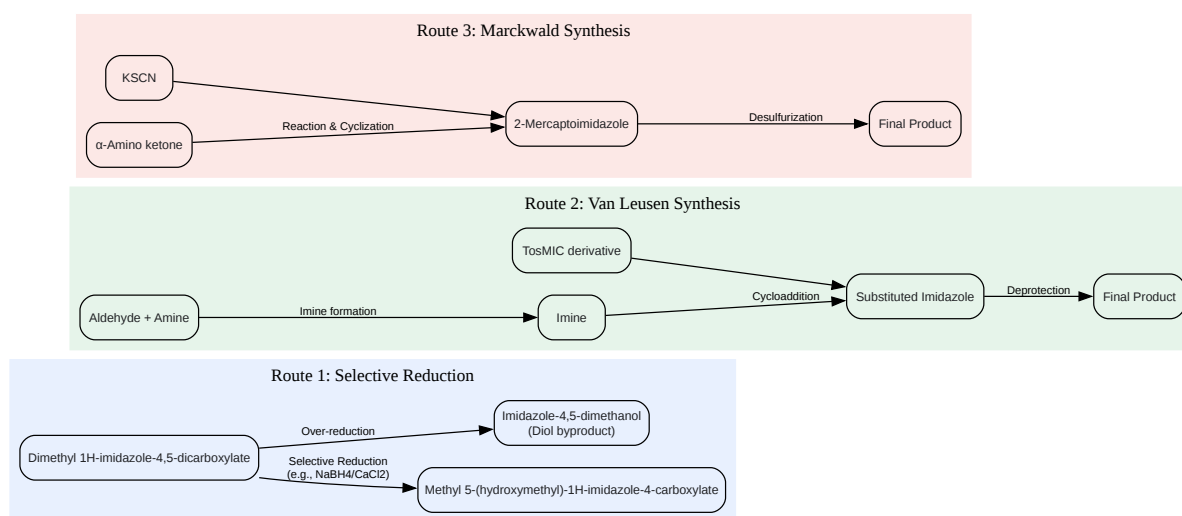 Route 3: Marckwald Synthesis
KSCN
α-Amino ketone
Reaction & Cyclization
2-Mercaptoimidazole
Desulfurization
Final Product
Route 2: Van Leusen Synthesis
TosMIC derivative
Aldehyde + Amine
Imine formation
Imine
Cycloaddition
Substituted Imidazole
Deprotection
Final Product
Route 1: Selective Reduction
Dimethyl 1H-imidazole-4,5-dicarboxylate
Over-reduction
Imidazole-4,5-dimethanol
(Diol byproduct)
Selective Reduction
(e.g., NaBH4/CaCl2)
Methyl 5-(hydroxymethyl)-1H-imidazole-4-carboxylate